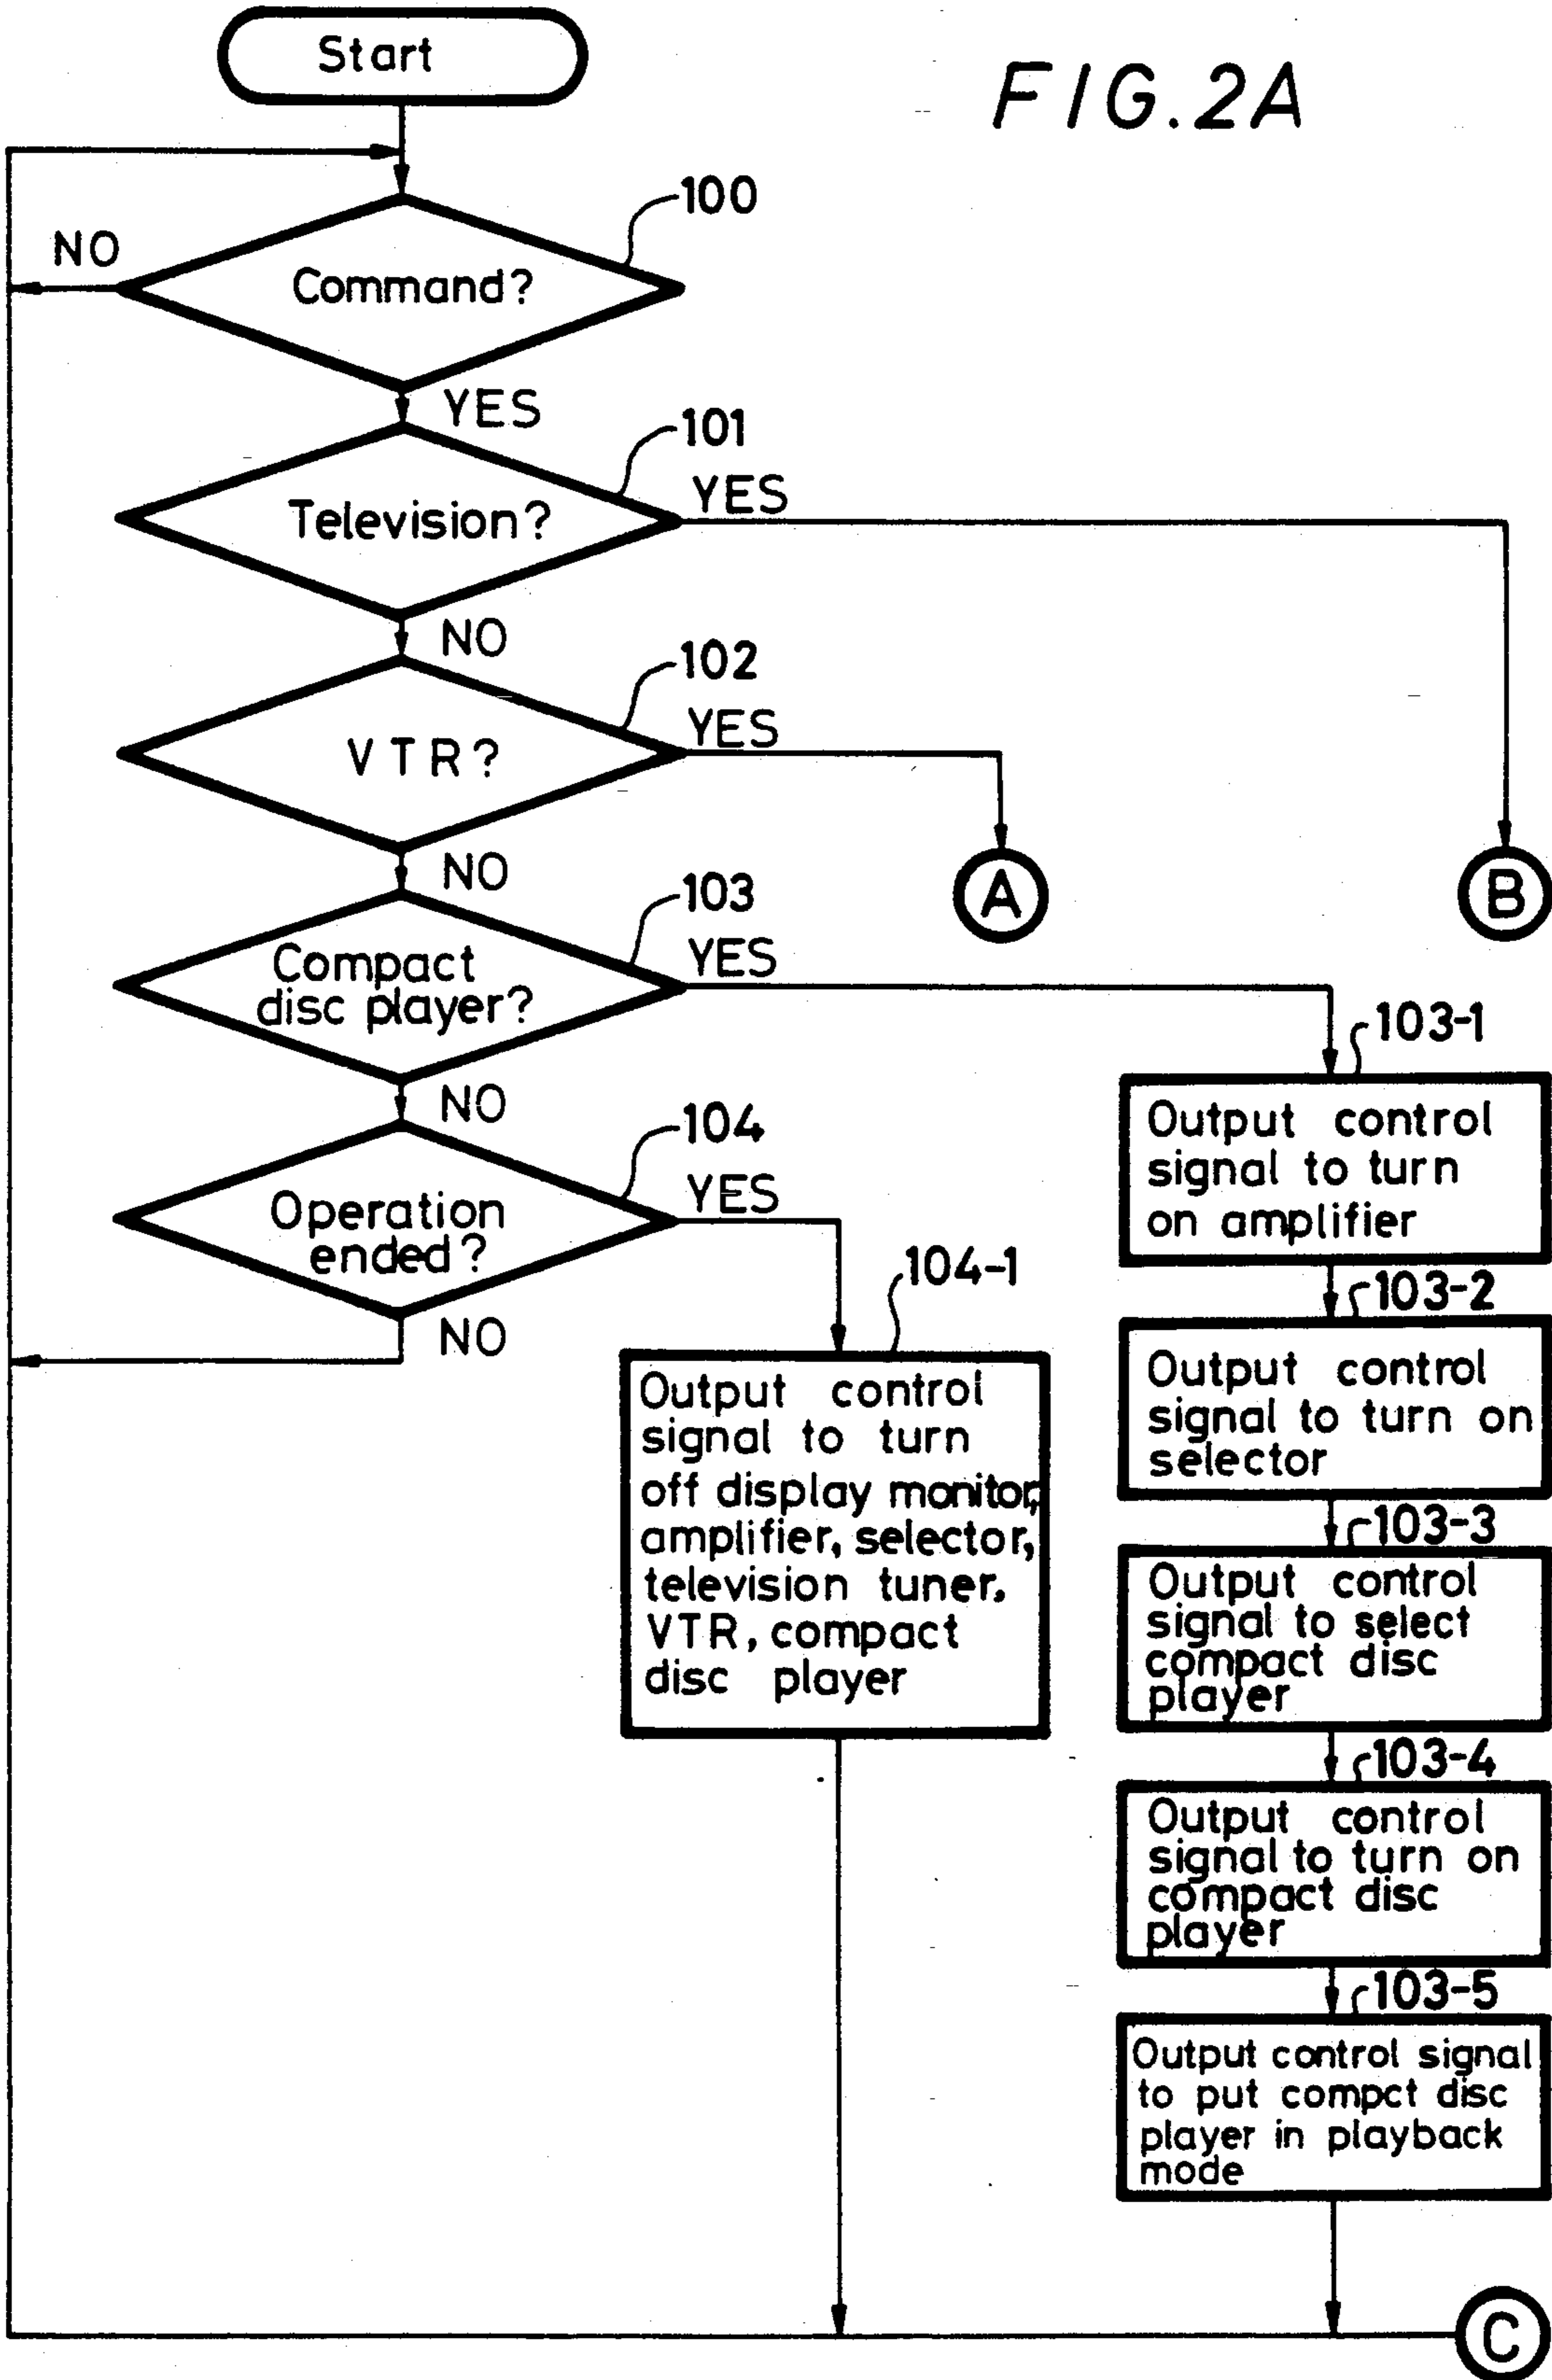 Start
FIG.2A
100
NO
Command?
YES
101
Television?
YES
NO
102
VTR?
YES
A
B
NO
103
Compact
disc player?
YES
103-1
Output control
signal to turn
on amplifier
NO
104
Operation
ended?
YES
NO
104-1
Output control
signal to turn
off display monitor,
amplifier, selector,
television tuner,
VTR, compact
disc player
103-2
Output control
signal to turn on
selector
103-3
Output control
signal to select
compact disc
player
103-4
Output control
signal to turn on
compact disc
player
103-5
Output control signal
to put compct disc
player in playback
mode
C